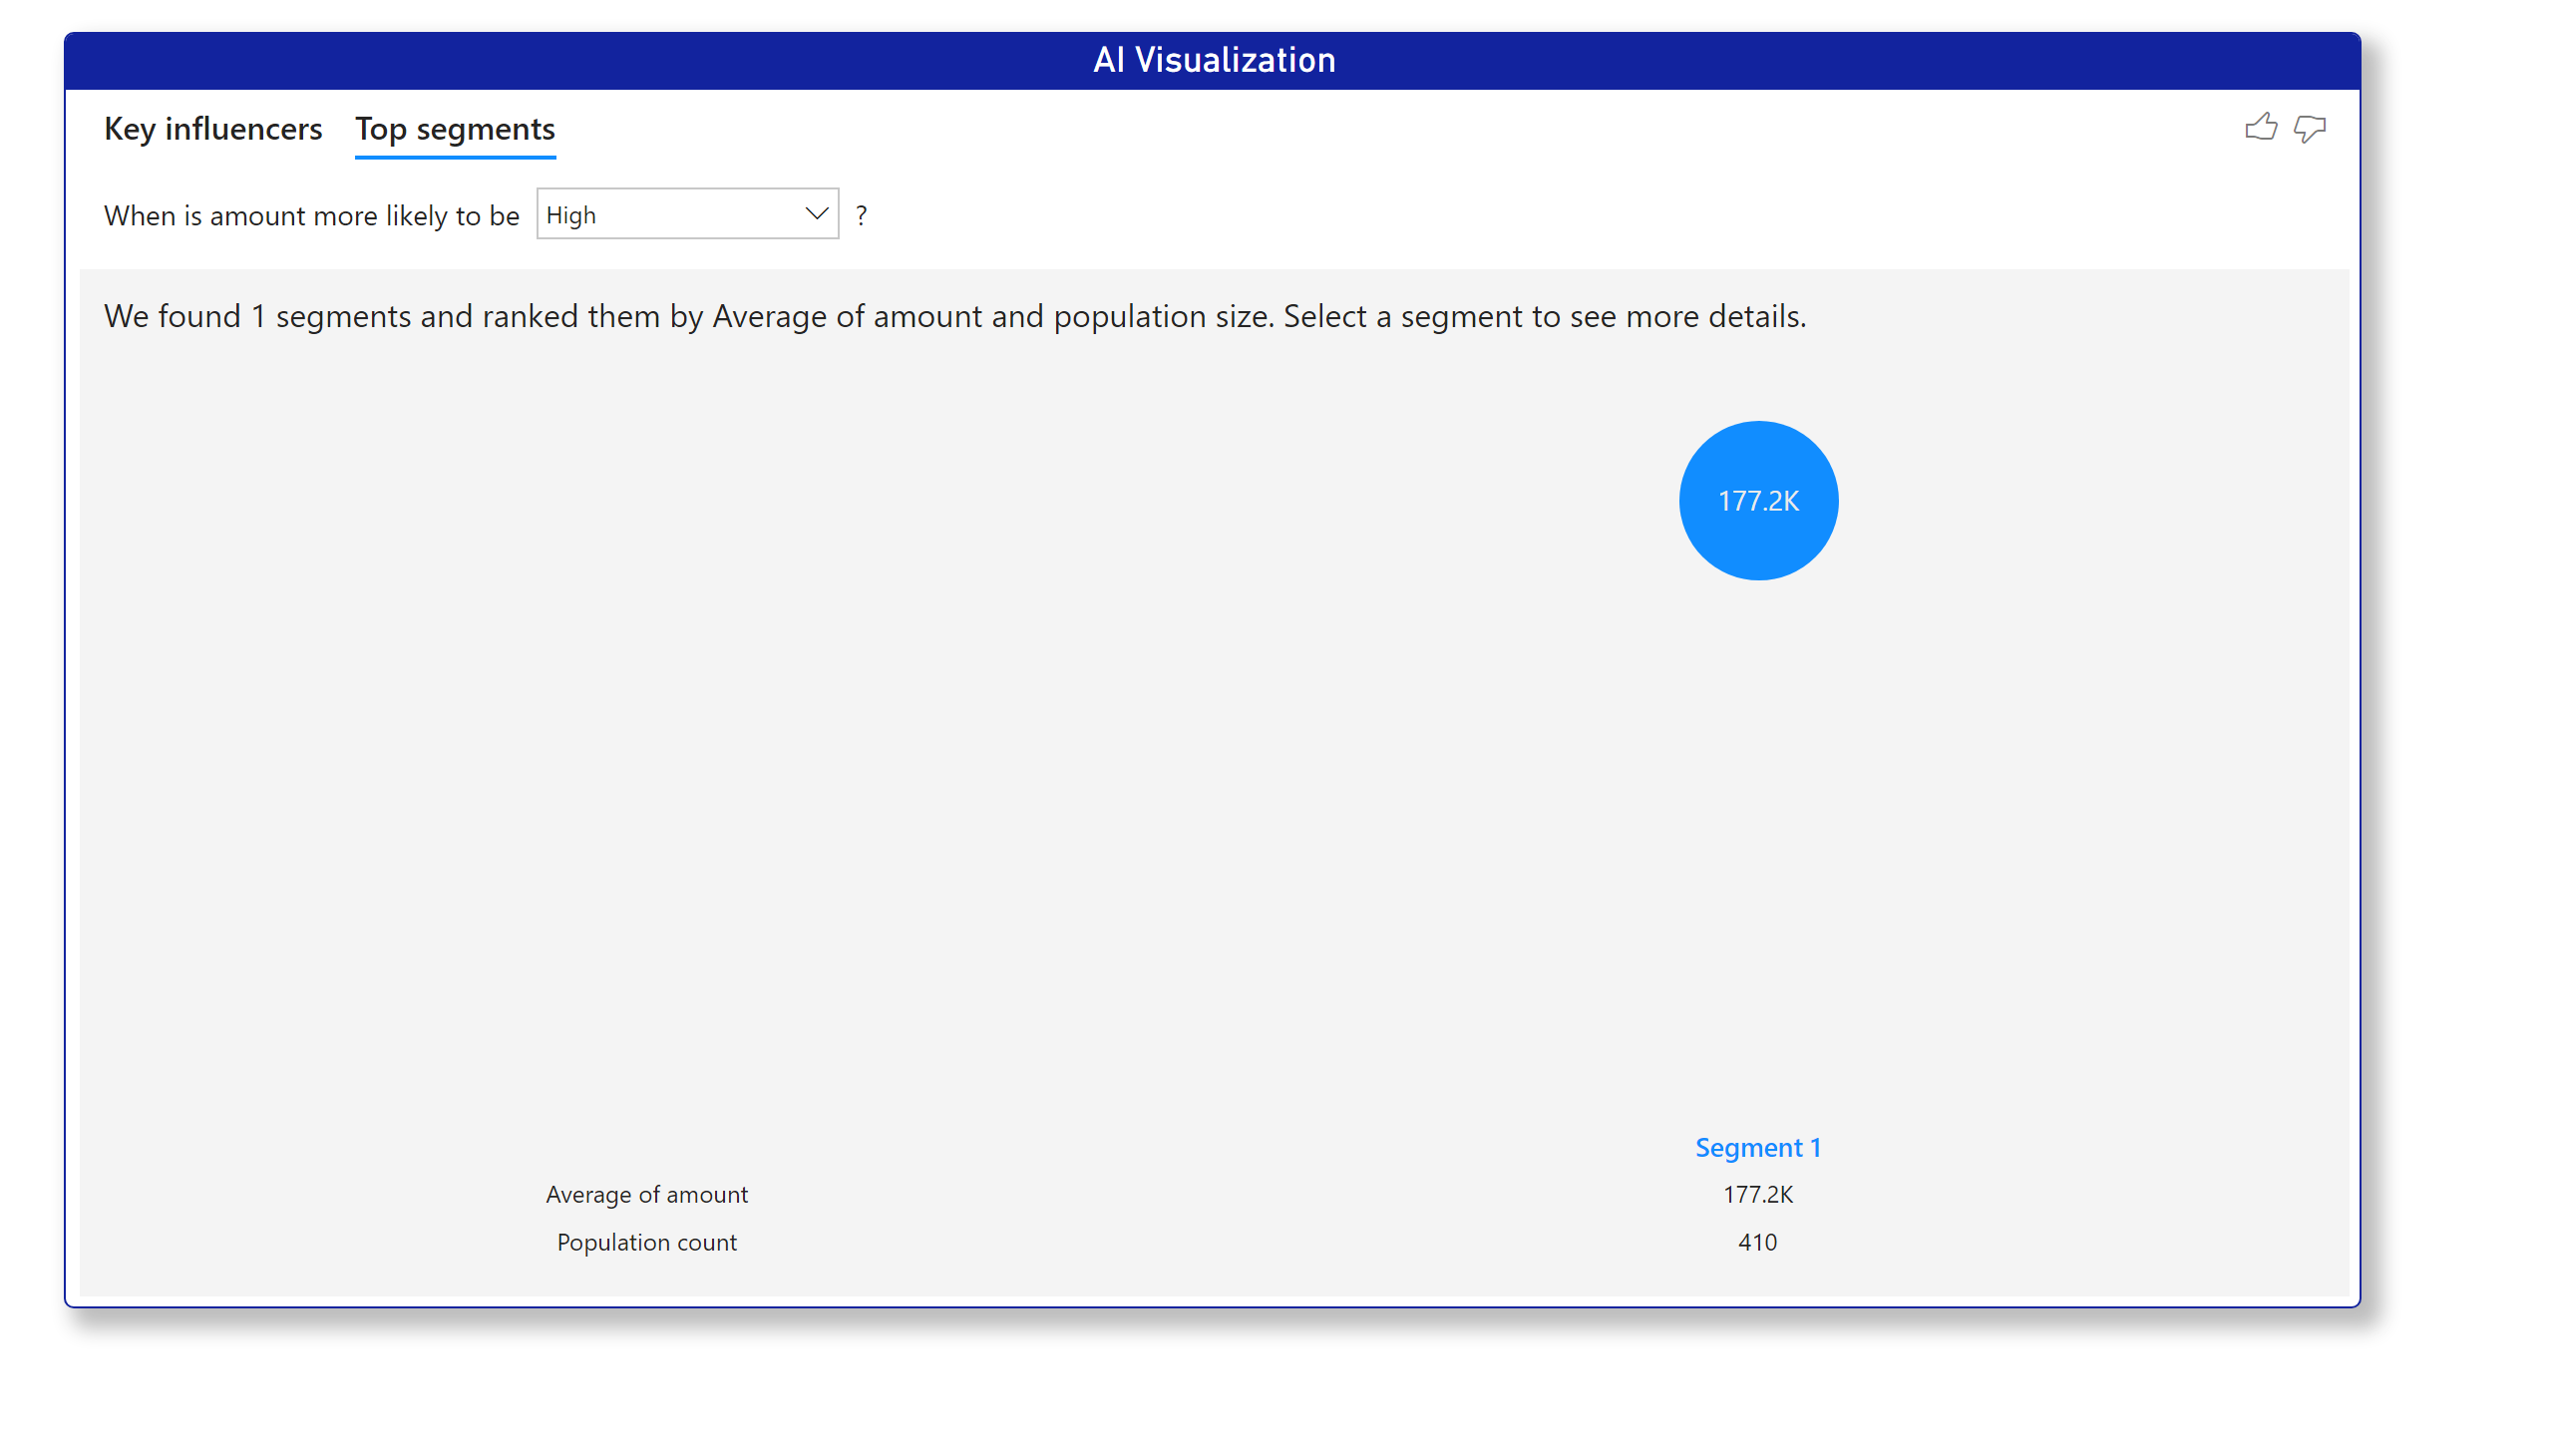 AI Visualization
Key influencers Top segments
When is amount more likely to be High ?
We found 1 segments and ranked them by Average of amount and population size. Select a segment to see more details.
177.2K
Segment 1
Average of amount 177.2K
Population count 410